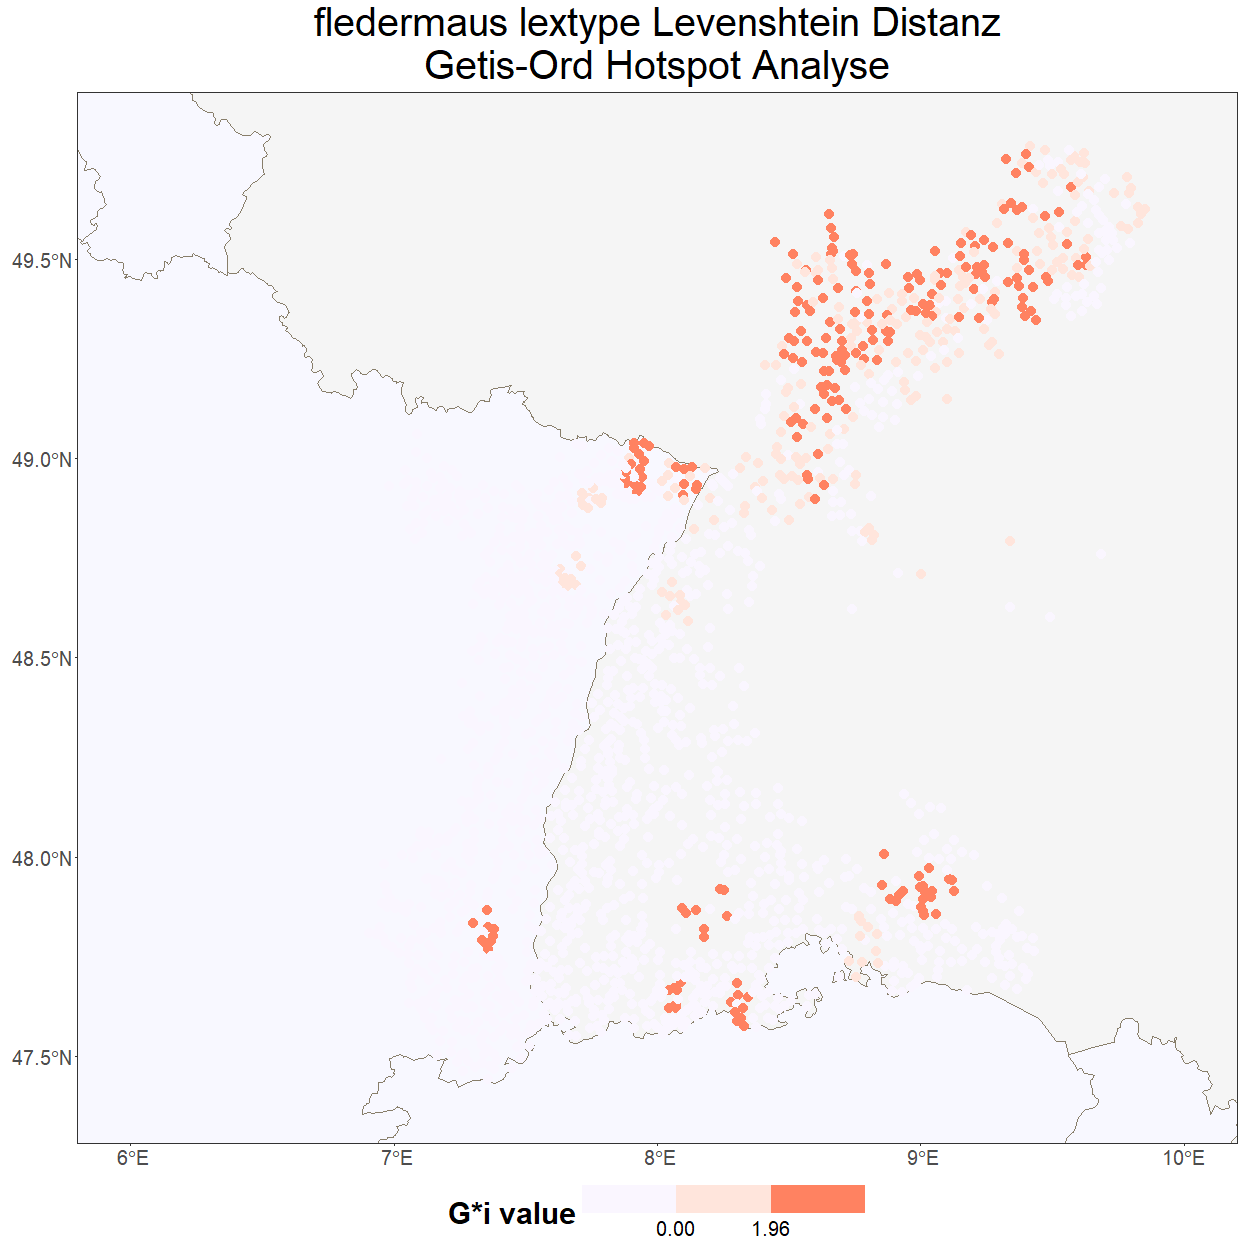 fledermaus lextype Levenshtein Distanz
Getis-Ord Hotspot Analyse
49.5°N
49.0°N
48.5°N
48.0°N
47.5°N
6°E
7°E
8°E
9°E
10°E
G*i value
0.00
1.96